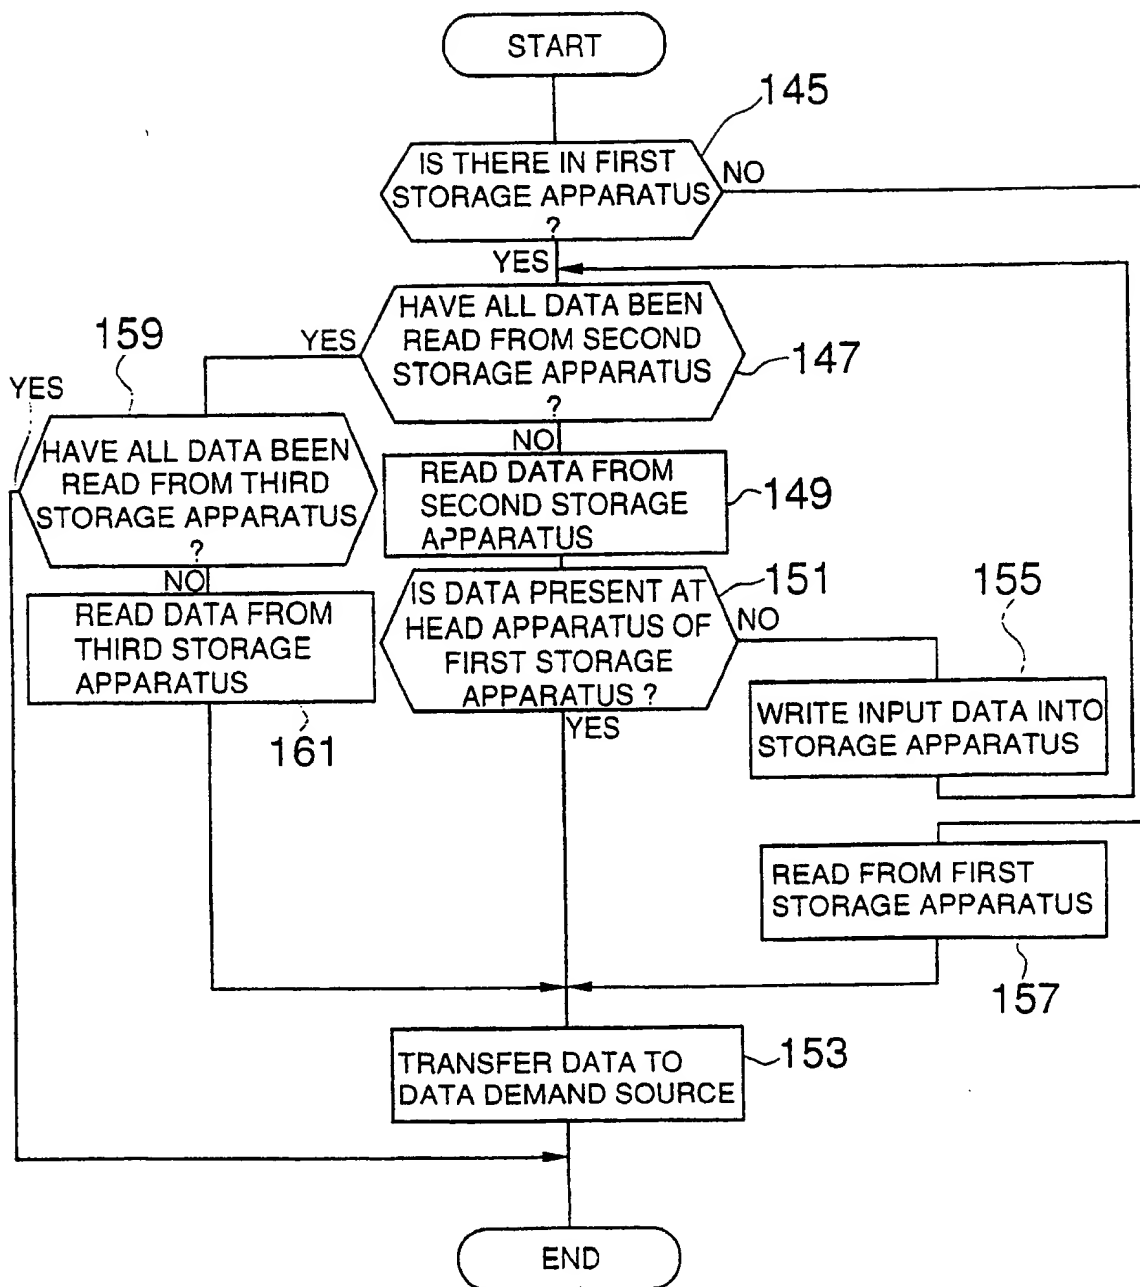 START
145
IS THERE IN FIRST
STORAGE APPARATUS
?
NO
YES
HAVE ALL DATA BEEN
READ FROM SECOND
STORAGE APPARATUS
?
YES
147
NO
159
YES
HAVE ALL DATA BEEN
READ FROM THIRD
STORAGE APPARATUS
?
NO
READ DATA FROM
SECOND STORAGE
APPARATUS
149
READ DATA FROM
THIRD STORAGE
APPARATUS
161
IS DATA PRESENT AT
HEAD APPARATUS OF
FIRST STORAGE
APPARATUS ?
151
NO
YES
155
WRITE INPUT DATA INTO
STORAGE APPARATUS
READ FROM FIRST
STORAGE APPARATUS
157
TRANSFER DATA TO
DATA DEMAND SOURCE
153
END